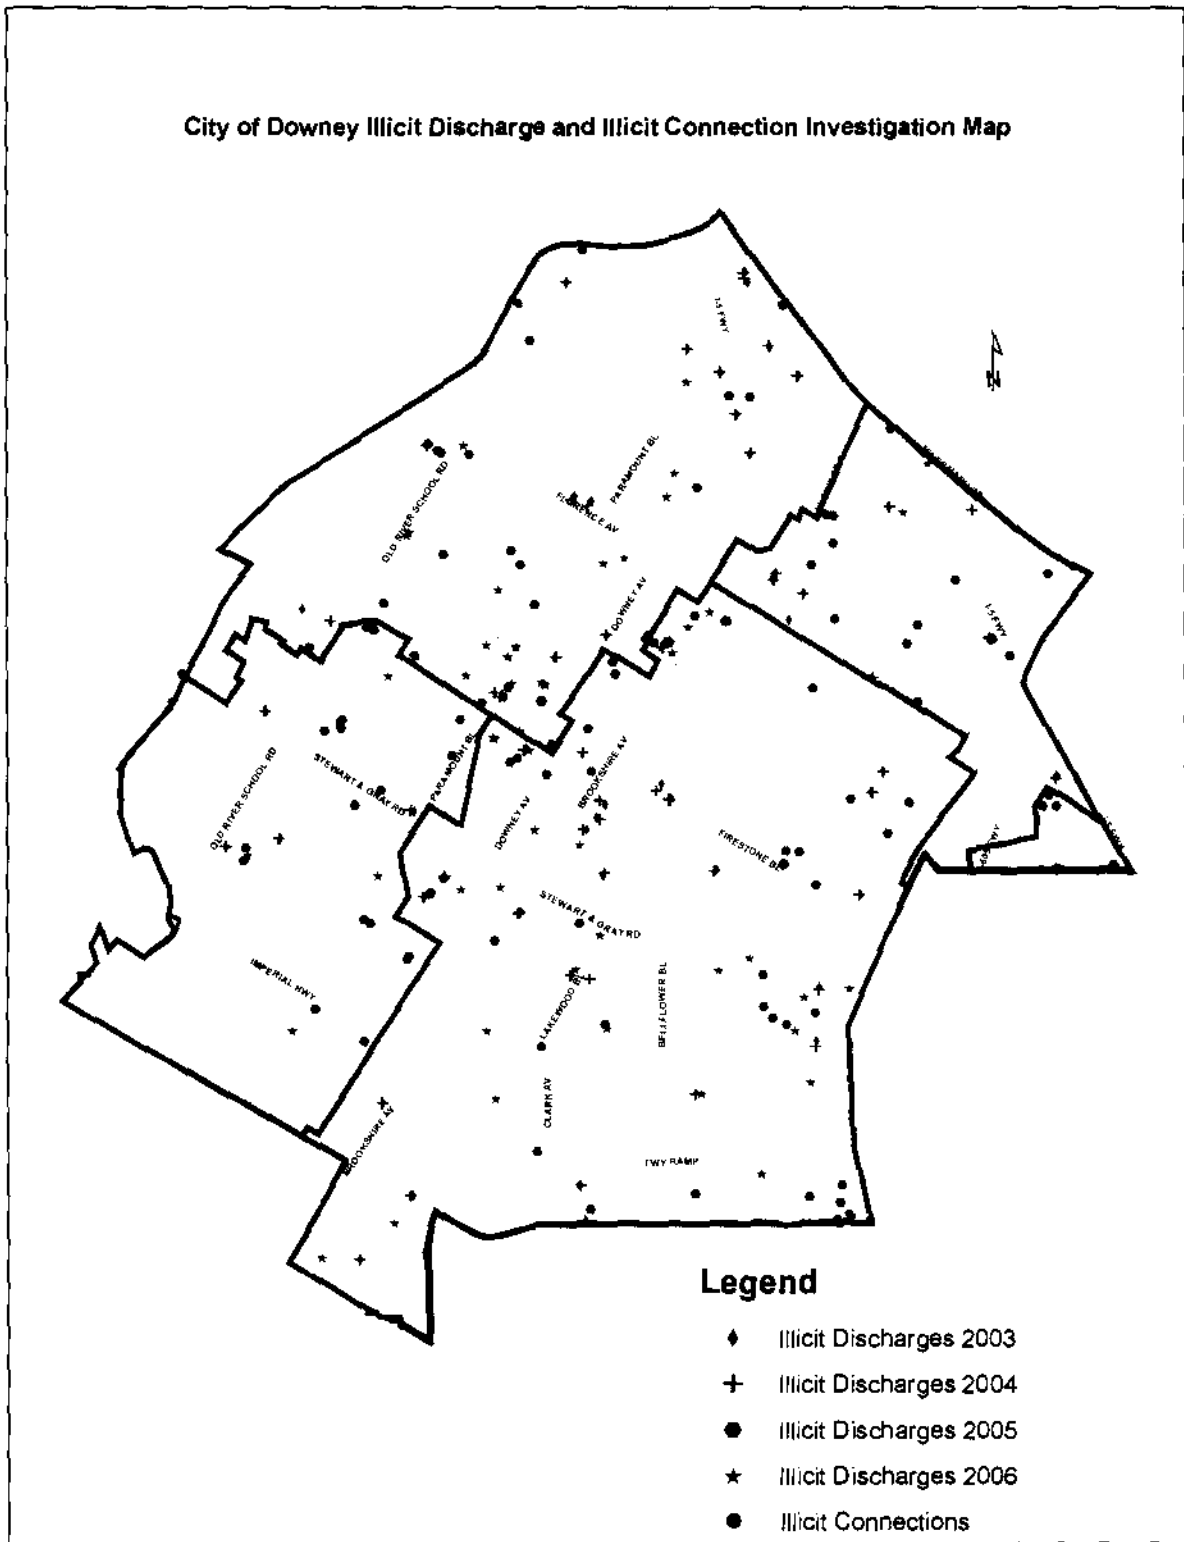 City of Downey Illicit Discharge and Illicit Connection Investigation Map
I-5 FWY
PARAMOUNT BL
OLD RIVER SCHOOL RD
FLORENCE AV
DOWNEY AV
I-5 FWY
PARAMOUNT BL
BROOKSHIRE AV
STEWART & GRAY RD
OLD RIVER SCHOOL RD
DOWNEY AV
FIRESTONE BL
STEWART & GRAY RD
IMPERIAL HWY
LAKEWOOD BL
BELLFLOWER BL
CLARK AV
BROOKSHIRE AV
FWY RAMP
Legend
Illicit Discharges 2003
Illicit Discharges 2004
Illicit Discharges 2005
Illicit Discharges 2006
Illicit Connections